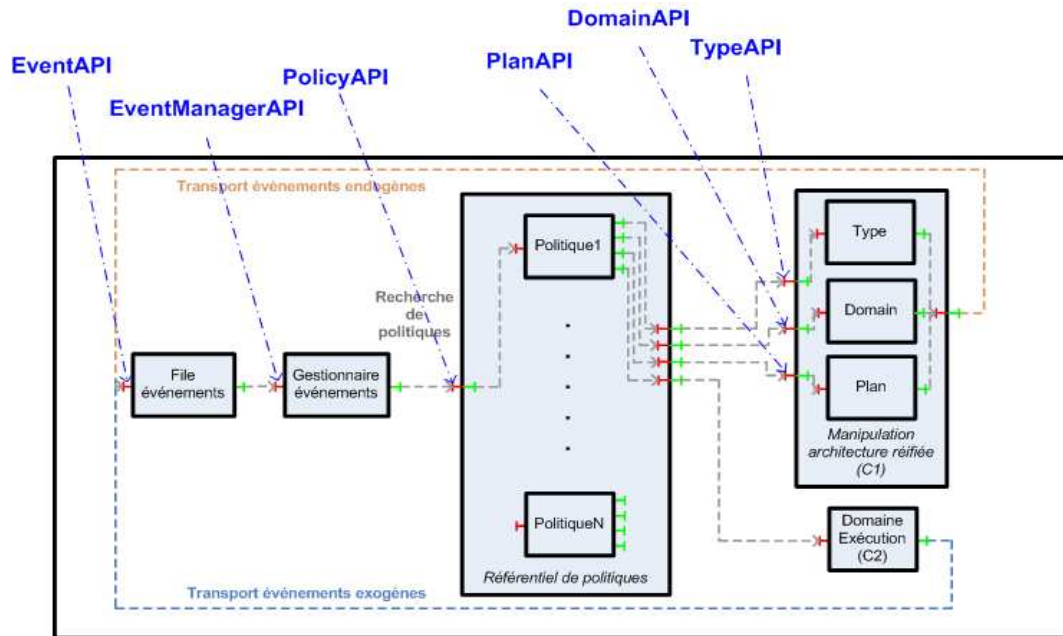 DomainAPI
EventAPI
PlanAPI
TypeAPI
EventManagerAPI
PolicyAPI
Transport évènements endogènes
Politique1
Type
Recherche
de
politiques
Domain
File
événements
Gestionnaire
événements
Plan
Manipulation
architecture réifiée
(C1)
PolitiqueN
Domaine
Exécution
(C2)
Référentiel de politiques
Transport événements exogènes